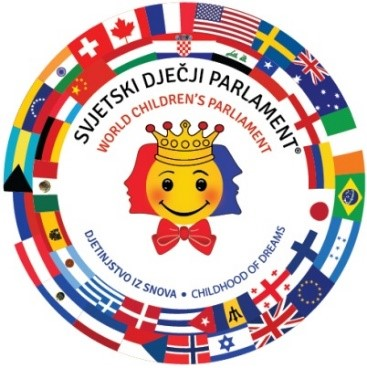 SVJETSKI DJEČJI PARLAMENT®
WORLD CHILDREN'S PARLIAMENT
DJETINJSTVO IZ SNOVA • CHILDHOOD OF DREAMS